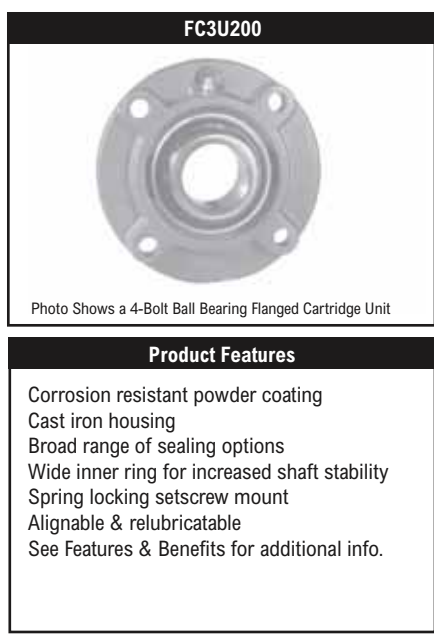 FC3U200
Photo Shows a 4-Bolt Ball Bearing Flanged Cartridge Unit
Product Features
Corrosion resistant powder coating
Cast iron housing
Broad range of sealing options
Wide inner ring for increased shaft stability
Spring locking setscrew mount
Alignable & relubricatable
See Features & Benefits for additional info.